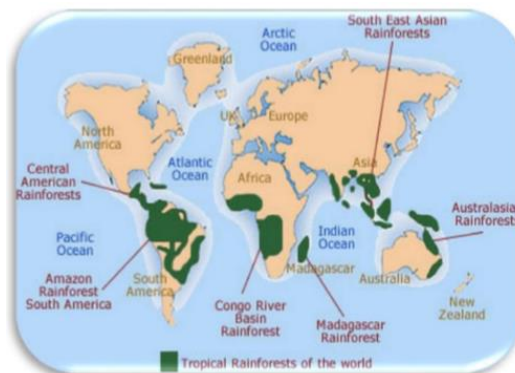 South East Asian
Rainforests
Arctic
Ocean
Greenland
UK
Europe
North
America
Asia
Atlantic
Ocean
Central
American
Rainforests
Africa
Australasia
Rainforests
Pacific
Ocean
Indian
Ocean
Amazon
Rainforest
South America
South
America
Congo River
Basin
Rainforest
Madagascar
Madagascar
Rainforest
Australia
New
Zealand
Tropical Rainforests of the world